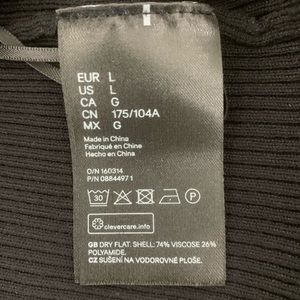 EUR L
US L
CA G
CN 175/104A
MX G
Made in China
Fabriqué en Chine
Hecho en China
O/N 160314
P/N 08844971
30 P
clevercare.info
GB DRY FLAT. SHELL: 74% VISCOSE 26%
POLYAMIDE.
CZ SUŠENÍ NA VODOROVNÉ PLOŠE.